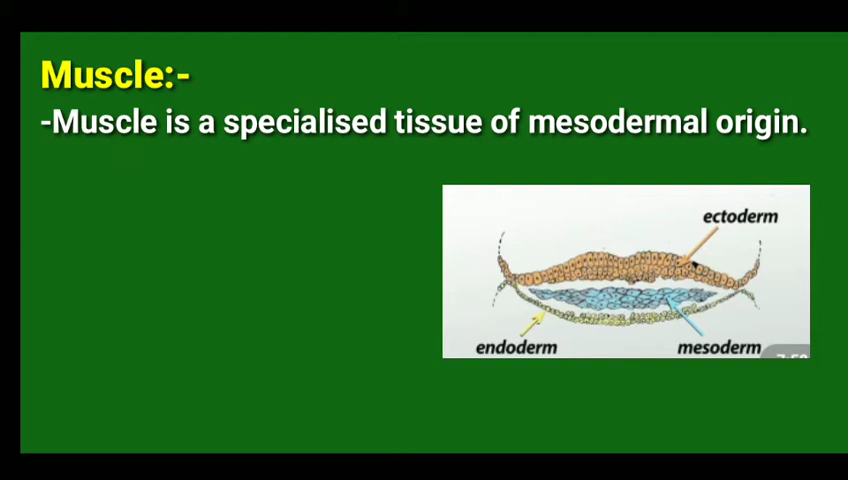 Muscle:-
-Muscle is a specialised tissue of mesodermal origin.
ectoderm
endoderm
mesoderm